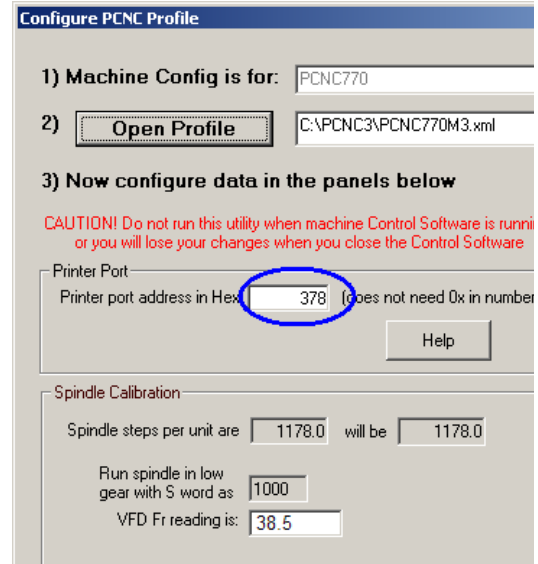 Configure PCNC Profile
1) Machine Config is for: PCNC770
2) Open Profile C:\PCNC3\PCNC770M3.xml
3) Now configure data in the panels below
CAUTION! Do not run this utility when machine Control Software is
or you will lose your changes when you close the Control Software
Printer Port
Printer port address in Hex 378 (does not need 0x in number
Help
Spindle Calibration
Spindle steps per unit are 1178.0 will be 1178.0
Run spindle in low
gear with S word as 1000
VFD Fr reading is: 38.5